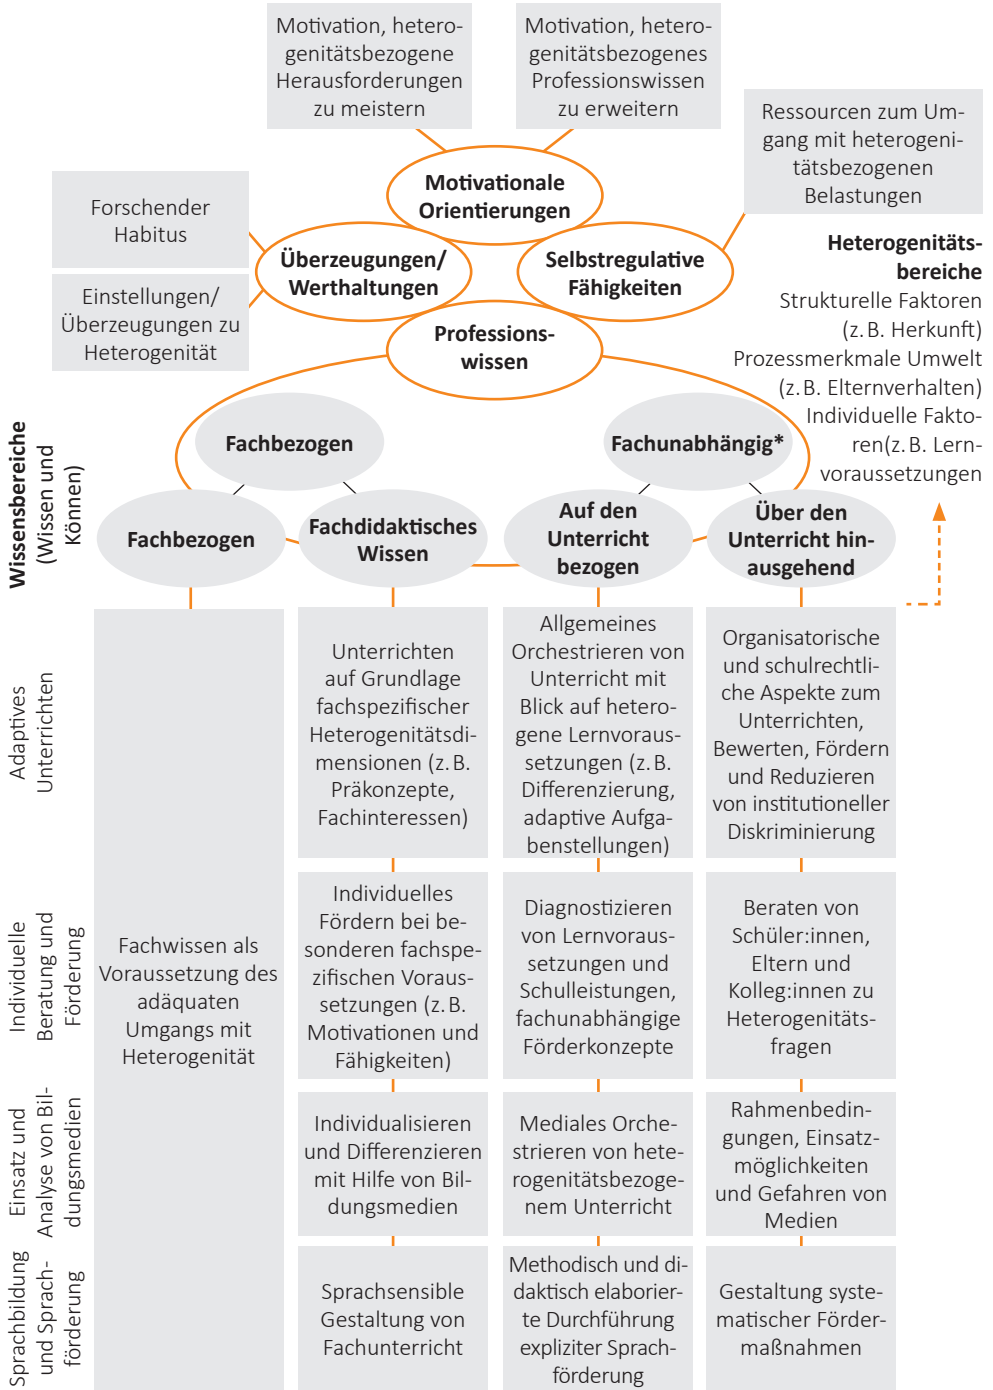 Motivation, hetero-
genitätsbezogene
Herausforderungen
zu meistern
Motivation, heterog-
genitätsbezogenes
Professionswissen
zu erweitern
Ressourcen zum Um-
gang mit heterogeni-
tätsbezogenen
Belastungen
Motivationale
Orientierungen
Forschender
Habitus
Überzeugungen/
Werthaltungen
Selbstregulative
Fähigkeiten
Einstellungen/
Überzeugungen zu
Heterogenität
Professions-
wissen
Heterogenitäts-
bereiche
Strukturelle Faktoren
(z. B. Herkunft)
Prozessmerkmale Umwelt
(z. B. Elternverhalten)
Individuelle Fakto-
ren(z. B. Lern-
voraussetzungen
Wissensbereiche
(Wissen und
Können)
Fachbezogen
Fachunabhängig*
Fachbezogen
Fachdidaktisches
Wissen
Auf den
Unterricht
bezogen
Über den
Unterricht hin-
ausgehend
Fachwissen als
Voraussetzung des
adäquaten
Umgangs mit
Heterogenität
Adaptives
Unterrichten
Unterrichten
auf Grundlage
fachspezifischer
Heterogenitätsdi-
mensionen (z. B.
Präkonzepte,
Fachinteressen)
Allgemeines
Orchestrieren von
Unterricht mit
Blick auf hetero-
gene Lernvoraus-
setzungen (z. B.
Differenzierung,
adaptive Aufga-
benstellungen)
Organisatorische
und schulrechtli-
che Aspekte zum
Unterrichten,
Bewerten, Fördern
und Reduzieren
von institutioneller
Diskriminierung
Individuelle
Beratung und
Förderung
Individuelles
Fördern bei be-
sonderen fachspe-
zifischen Voraus-
setzungen (z. B.
Motivationen und
Fähigkeiten)
Diagnostizieren
von Lernvoraus-
setzungen und
Schulleistungen,
fachunabhängige
Förderkonzepte
Beraten von
Schüler:innen,
Eltern und
Kolleg:innen zu
Heterogenitäts-
fragen
Einsatz und
Analyse von Bil-
dungsmedien
Individualisieren
und Differenzieren
mit Hilfe von Bil-
dungsmedien
Mediales Orche-
strieren von hete-
rogenitätsbezoge-
nem Unterricht
Rahmenbedin-
gungen, Einsatz-
möglichkeiten
und Gefahren von
Medien
Sprachbildung
und Sprach-
förderung
Sprachsensible
Gestaltung von
Fachunterricht
Methodisch und di-
daktisch elaborier-
te Durchführung
expliziter Sprach-
förderung
Gestaltung syste-
matischer Förder-
maßnahmen